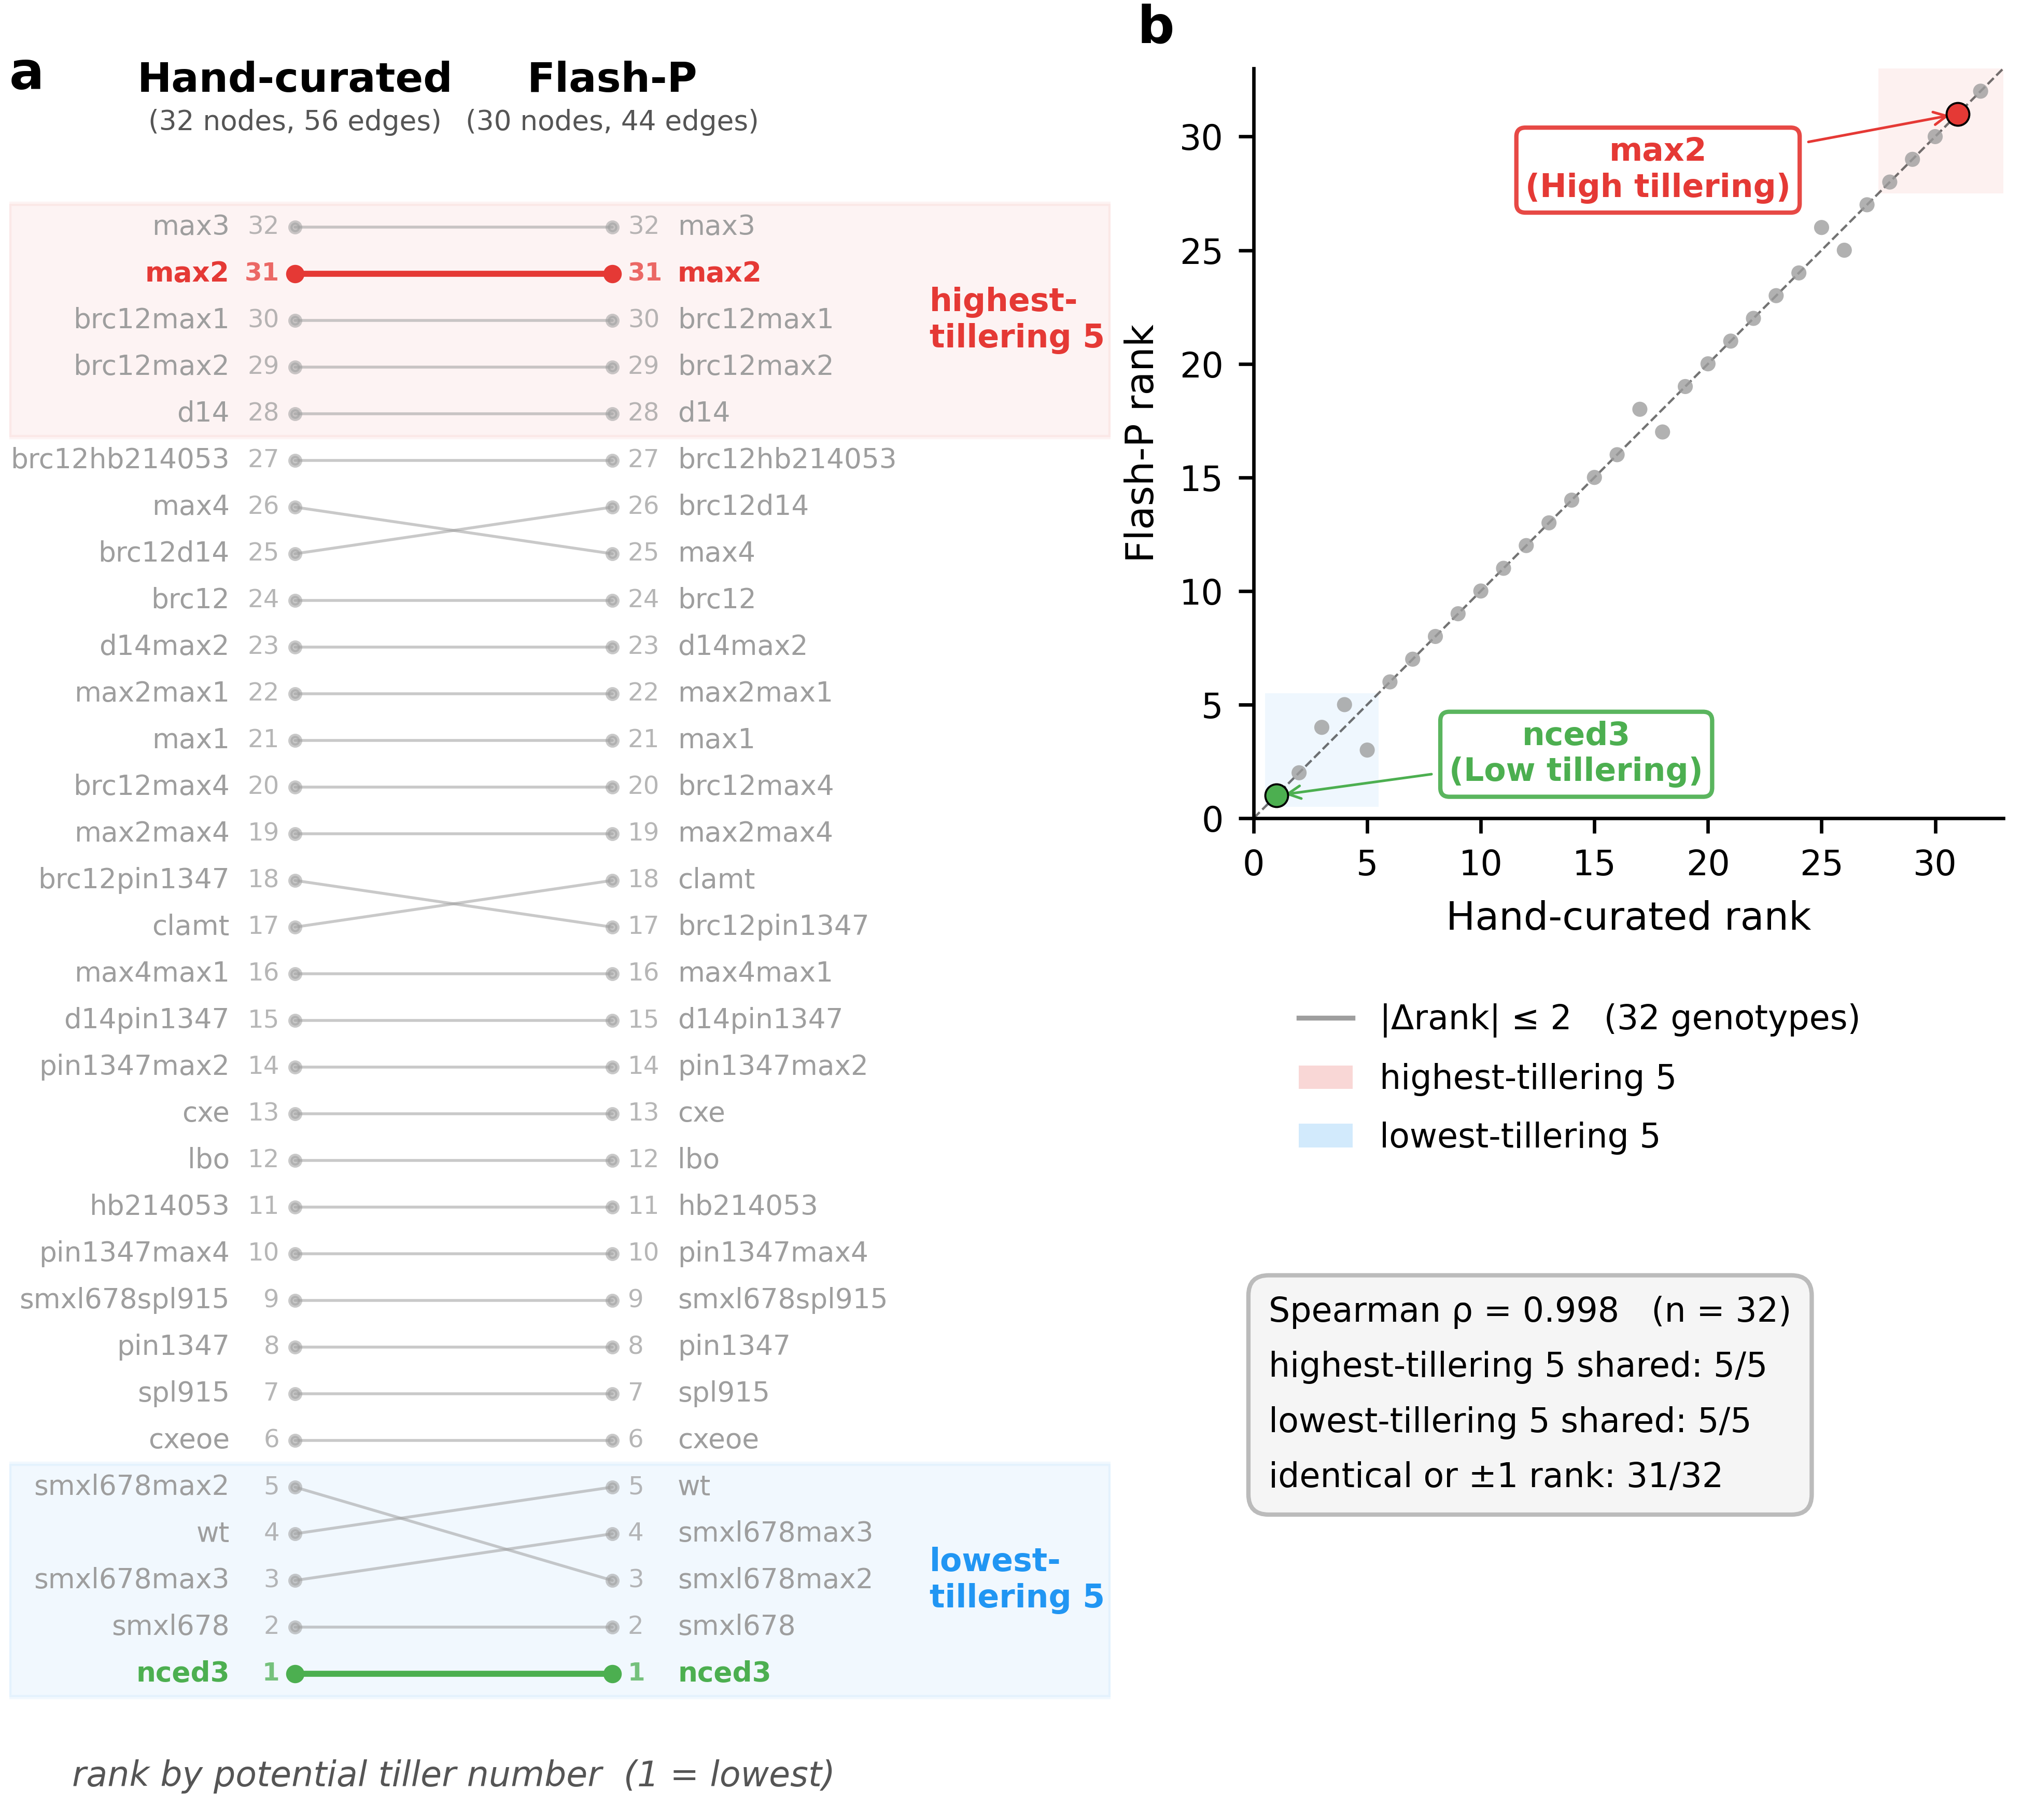 a
Hand-curated Flash-P
(32 nodes, 56 edges) (30 nodes, 44 edges)
max3 32 32 max3
max2 31 31 max2
brc12max1 30 30 brc12max1
brc12max2 29 29 brc12max2
d14 28 28 d14
highest-
tillering 5
brc12hb214053 27 27 brc12hb214053
max4 26 26 brc12d14
brc12d14 25 25 max4
brc12 24 24 brc12
d14max2 23 23 d14max2
max2max1 22 22 max2max1
max1 21 21 max1
brc12max4 20 20 brc12max4
max2max4 19 19 max2max4
brc12pin1347 18 18 clamt
clamt 17 17 brc12pin1347
max4max1 16 16 max4max1
d14pin1347 15 15 d14pin1347
pin1347max2 14 14 pin1347max2
cxe 13 13 cxe
lbo 12 12 lbo
hb214053 11 11 hb214053
pin1347max4 10 10 pin1347max4
smxl678spl915 9 9 smxl678spl915
pin1347 8 8 pin1347
spl915 7 7 spl915
cxeoe 6 6 cxeoe
smxl678max2 5 5 wt
wt 4 4 smxl678max3
smxl678max3 3 3 smxl678max2
smxl678 2 2 smxl678
nced3 1 1 nced3
lowest-
tillering 5
rank by potential tiller number (1 = lowest)
b
Flash-P rank
30
25
20
15
10
5
0
max2
(High tillering)
nced3
(Low tillering)
0 5 10 15 20 25 30
Hand-curated rank
|Δrank| ≤ 2 (32 genotypes)
highest-tillering 5
lowest-tillering 5
Spearman ρ = 0.998 (n = 32)
highest-tillering 5 shared: 5/5
lowest-tillering 5 shared: 5/5
identical or ±1 rank: 31/32